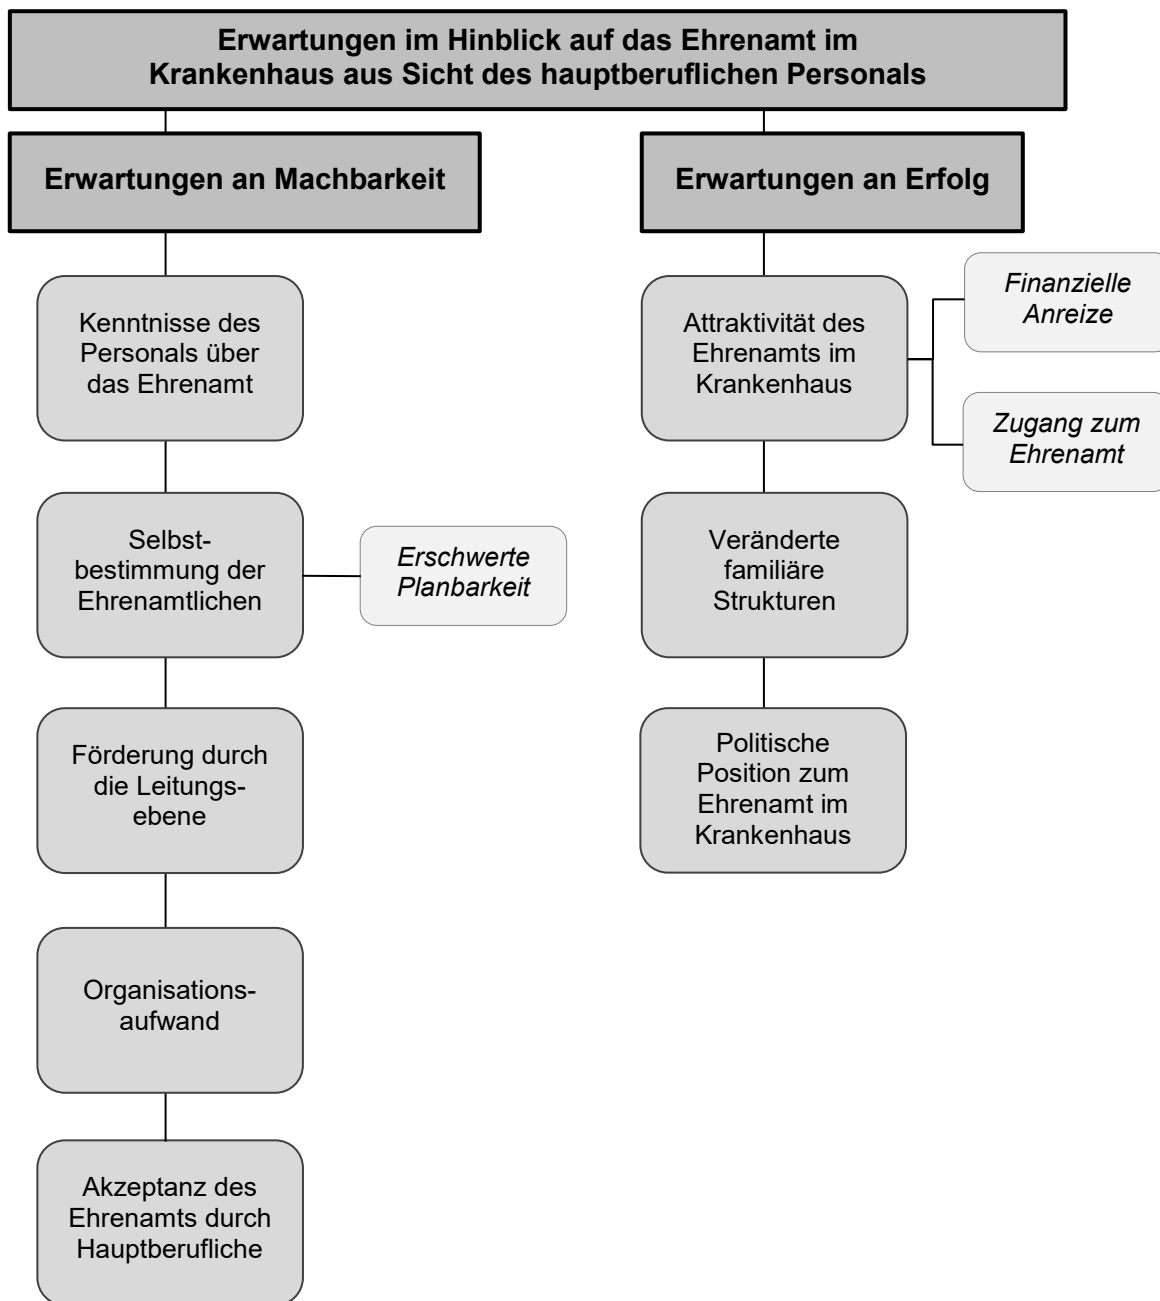 Erwartungen im Hinblick auf das Ehrenamt im
Krankenhaus aus Sicht des hauptberuflichen Personals
Erwartungen an Machbarkeit
Kenntnisse des
Personals über
das Ehrenamt
Selbst-
bestimmung der
Ehrenamtlichen
Erschwerte
Planbarkeit
Förderung durch
die Leitungs-
ebene
Organisations-
aufwand
Akzeptanz des
Ehrenamts durch
Hauptberufliche
Erwartungen an Erfolg
Attraktivität des
Ehrenamts im
Krankenhaus
Finanzielle
Anreize
Zugang zum
Ehrenamt
Veränderte
familiäre
Strukturen
Politische
Position zum
Ehrenamt im
Krankenhaus